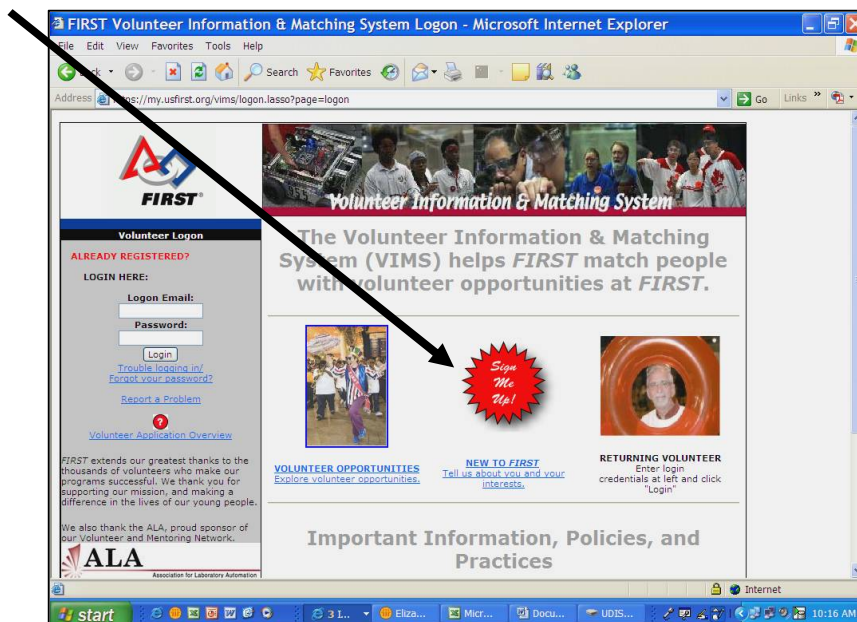 FIRST Volunteer Information & Matching System Logon - Microsoft Internet Explorer
File Edit View Favorites Tools Help
Search Favorites
Address https://my.usfirst.org/vims/logon.lasso?page=logon Go Links »
FIRST®
Volunteer Information & Matching System
Volunteer Logon
ALREADY REGISTERED?
LOGIN HERE:
Logon Email:
Password:
Login
Trouble logging in/
Forgot your password?
Report a Problem
?
Volunteer Application Overview
FIRST extends our greatest thanks to the
thousands of volunteers who make our
programs successful. We thank you for
supporting our mission, and making a
difference in the lives of our young people.
We also thank the ALA, proud sponsor of
our Volunteer and Mentoring Network.
ALA
Association for Laboratory Automation
The Volunteer Information & Matching
System (VIMS) helps FIRST match people
with volunteer opportunities at FIRST.
VOLUNTEER OPPORTUNITIES
Explore volunteer opportunities.
Sign
Me
Up!
NEW TO FIRST
Tell us about you and your
interests.
RETURNING VOLUNTEER
Enter login
credentials at left and click
"Login"
Important Information, Policies, and
Practices
Internet
start 3 I... Eliza... Micr... Docu... UDIS... 10:16 AM